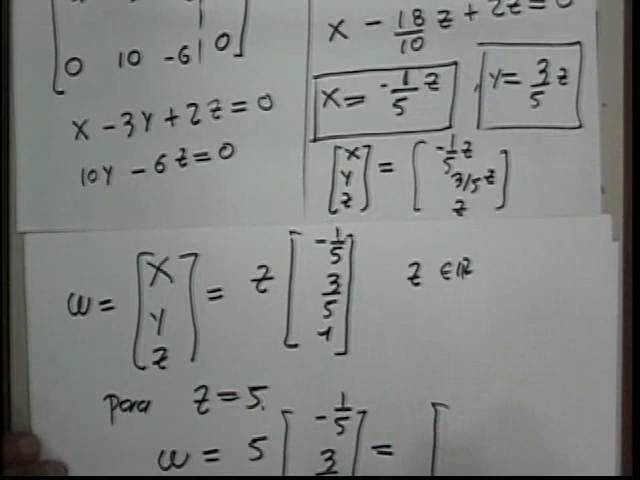 0 10 -6 | 0
x - 3y + 2z = 0
10y - 6z = 0
x - 18/10 z + 2z = 0
x = -1/5 z , y = 3/5 z
[x y z] = [-1/5 z 3/5 z z]
w = [x y z] = z [-1/5 3/5 1] z ∈ IR
para z = 5.
w = 5 [-1/5 3 = [